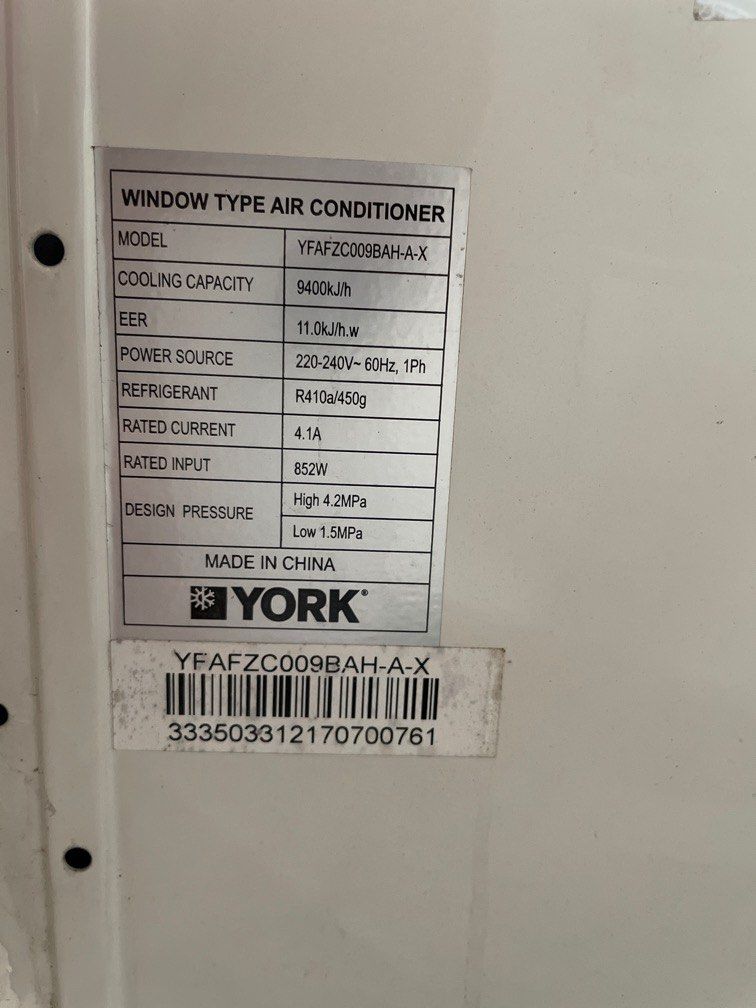 WINDOW TYPE AIR CONDITIONER
MODEL YFAFZC009BAH-A-X
COOLING CAPACITY 9400kJ/h
EER 11.0kJ/h.w
POWER SOURCE 220-240V~ 60Hz, 1Ph
REFRIGERANT R410a/450g
RATED CURRENT 4.1A
RATED INPUT 852W
DESIGN PRESSURE High 4.2MPa
Low 1.5MPa
MADE IN CHINA
YORK®
YFAFZC009BAH-A-X
333503312170700761